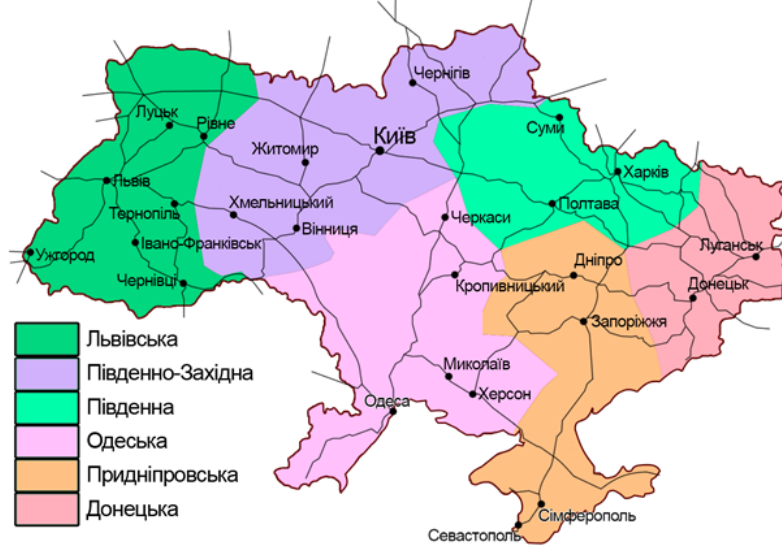 Чернігів
Луцьк
Рівне
Суми
Київ
Житомир
Харків
Львів
Хмельницький
Тернопіль
Полтава
Черкаси
Вінниця
Івано-Франківськ
Луганськ
Ужгород
Дніпро
Чернівці
Кропивницький
Донецьк
Запоріжжя
Львівська
Миколаїв
Південно-Західна
Херсон
Одеса
Південна
Одеська
Придніпровська
Донецька
Сімферополь
Севастополь